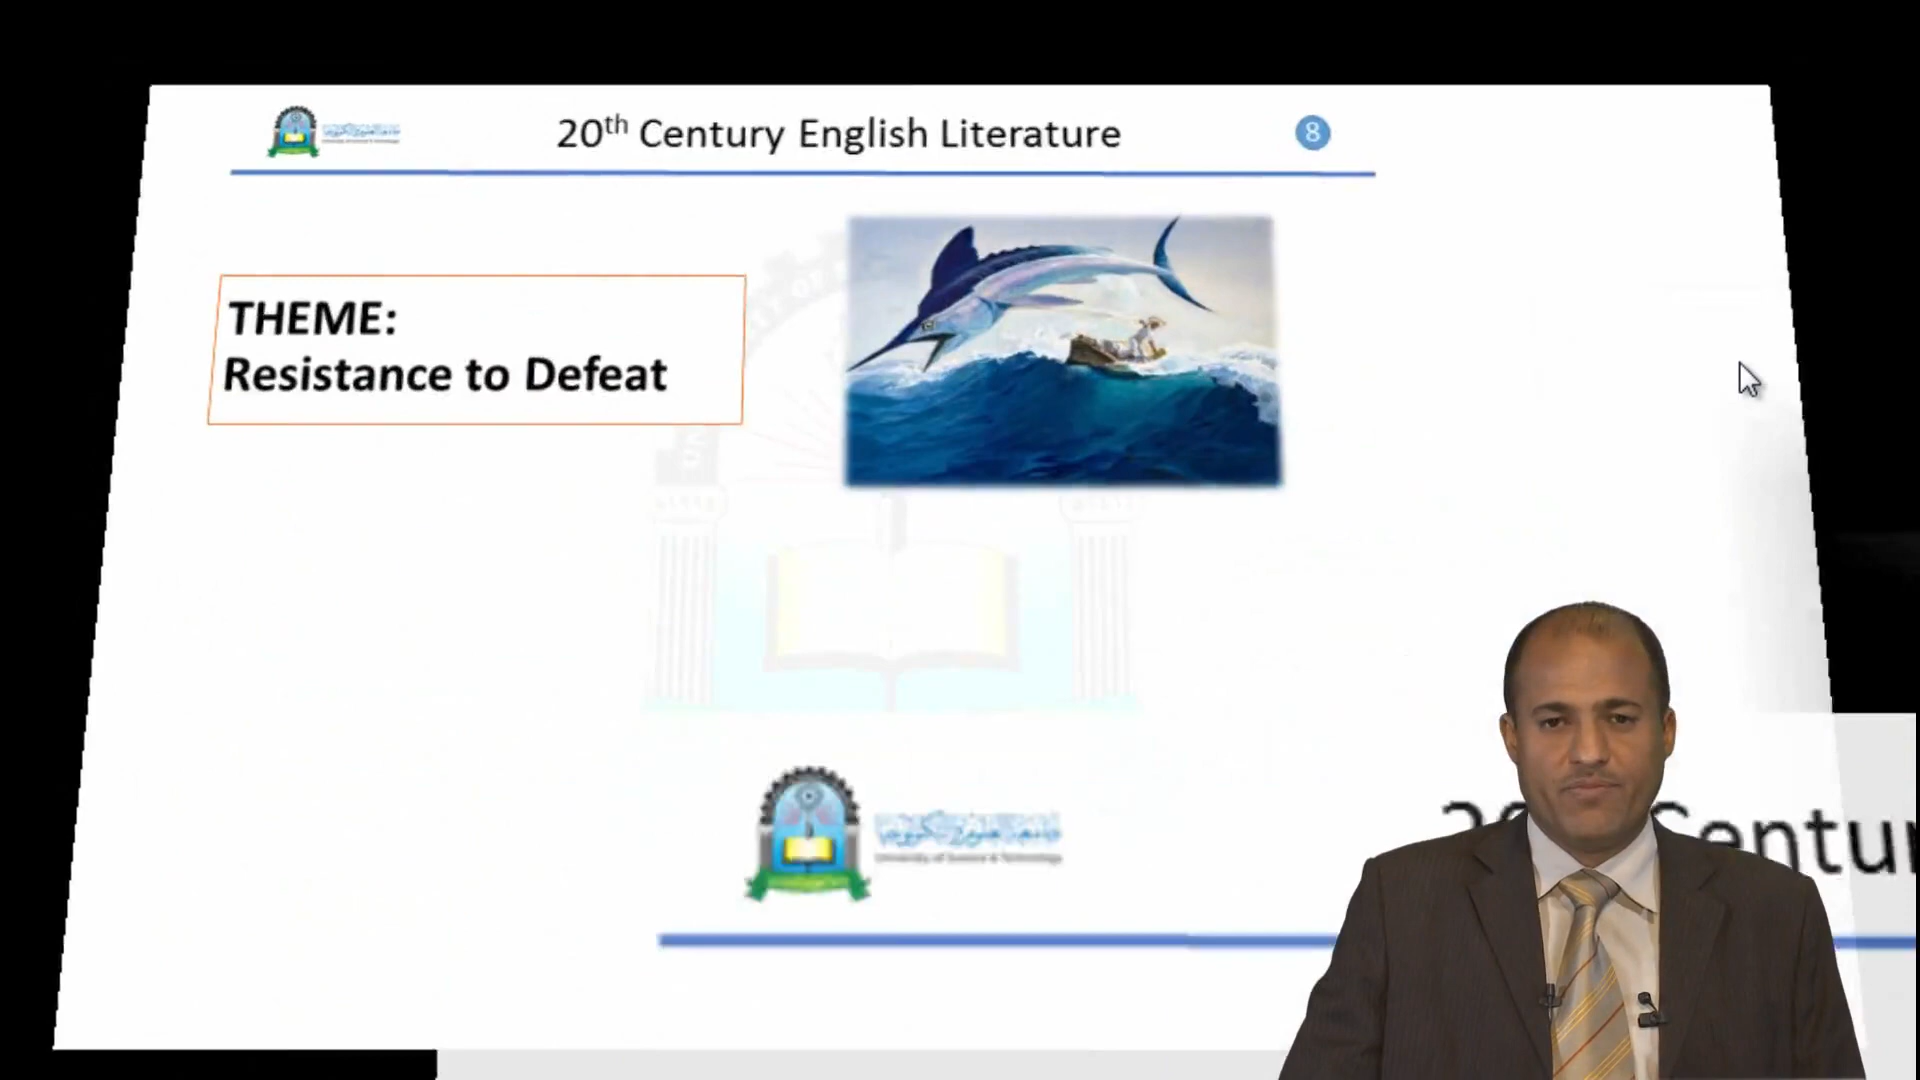 20th Century English Literature
8
THEME:
Resistance to Defeat
University of Science & Technology